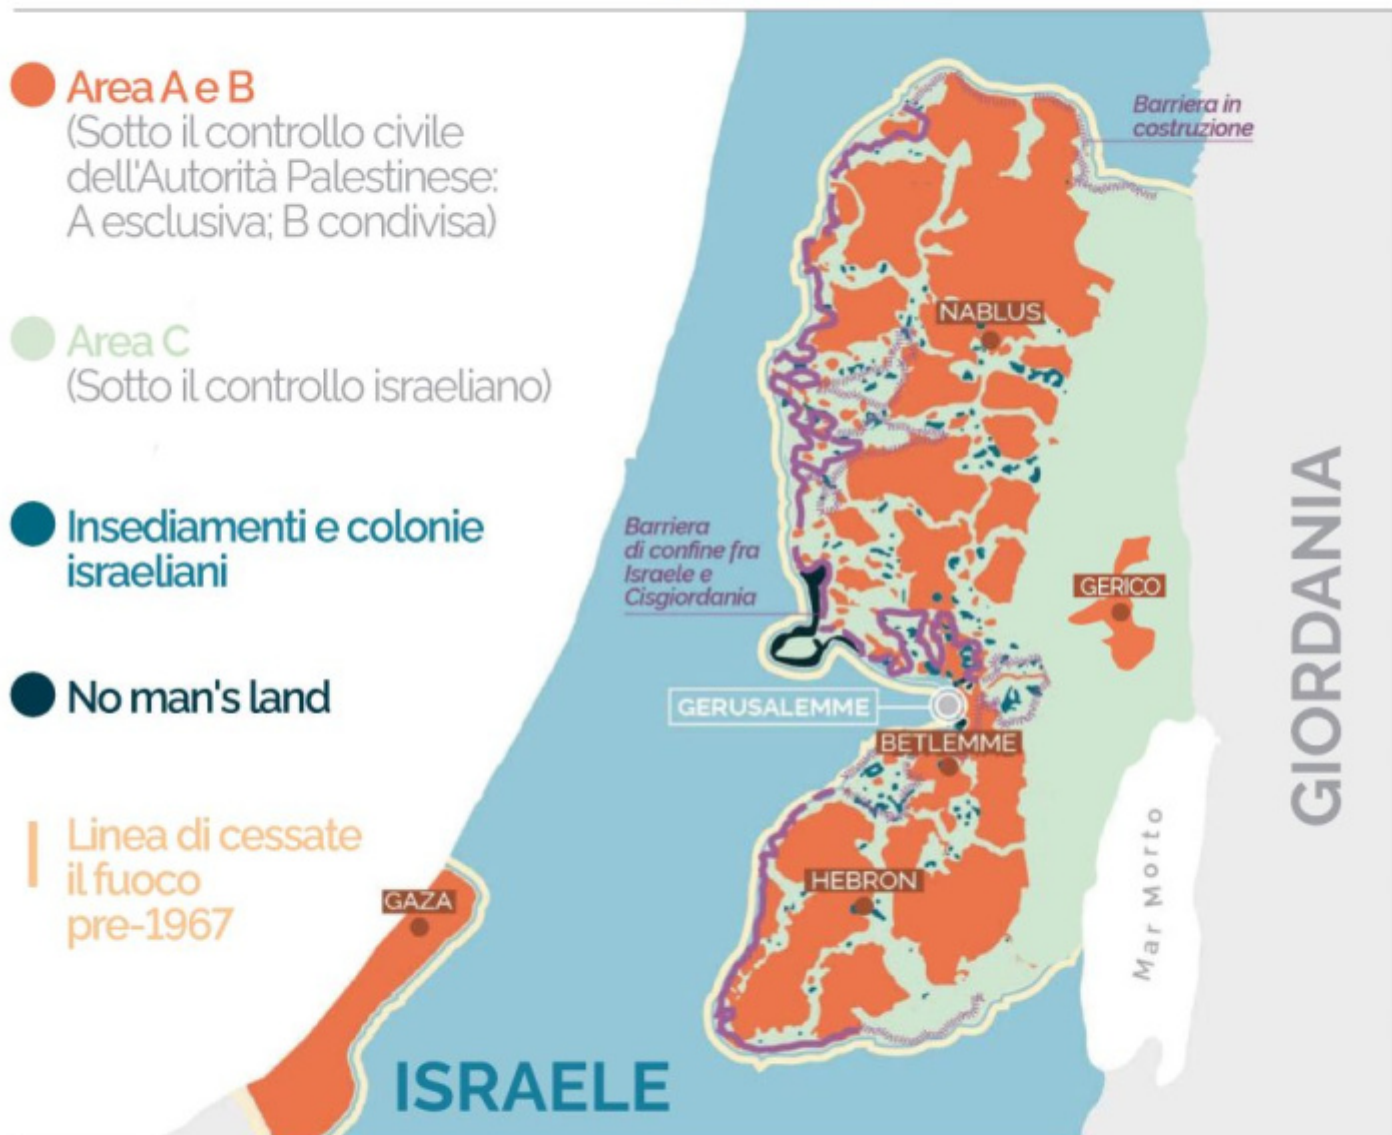 Area A e B
(Sotto il controllo civile
dell'Autorità Palestinese:
A esclusiva; B condivisa)
Area C
(Sotto il controllo israeliano)
Insediamenti e colonie
israeliani
No man's land
Linea di cessate
il fuoco
pre-1967
Barriera in
costruzione
NABLUS
Barriera
di confine fra
Israele e
Cisgiordania
GERICO
GERUSALEMME
BETLEMME
HEBRON
GAZA
ISRAELE
Mar Morto
GIORDANIA